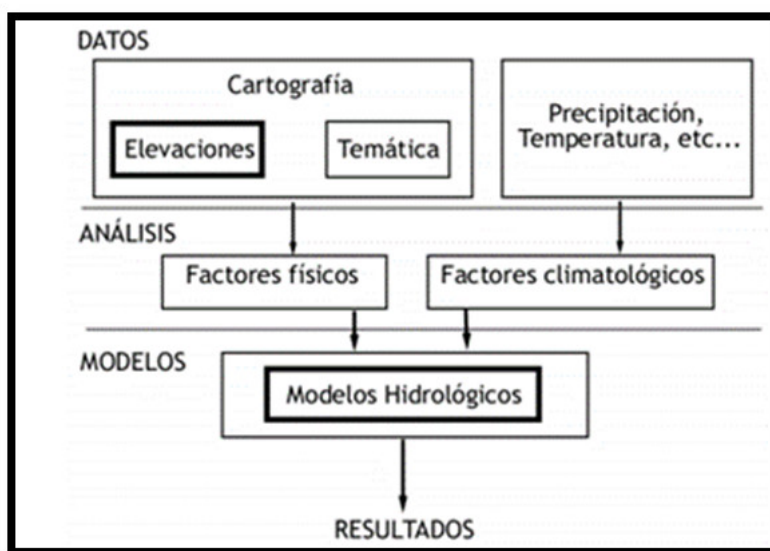 DATOS
Cartografía
Elevaciones
Temática
Precipitación,
Temperatura, etc...
ANÁLISIS
Factores físicos
Factores climatológicos
MODELOS
Modelos Hidrológicos
RESULTADOS